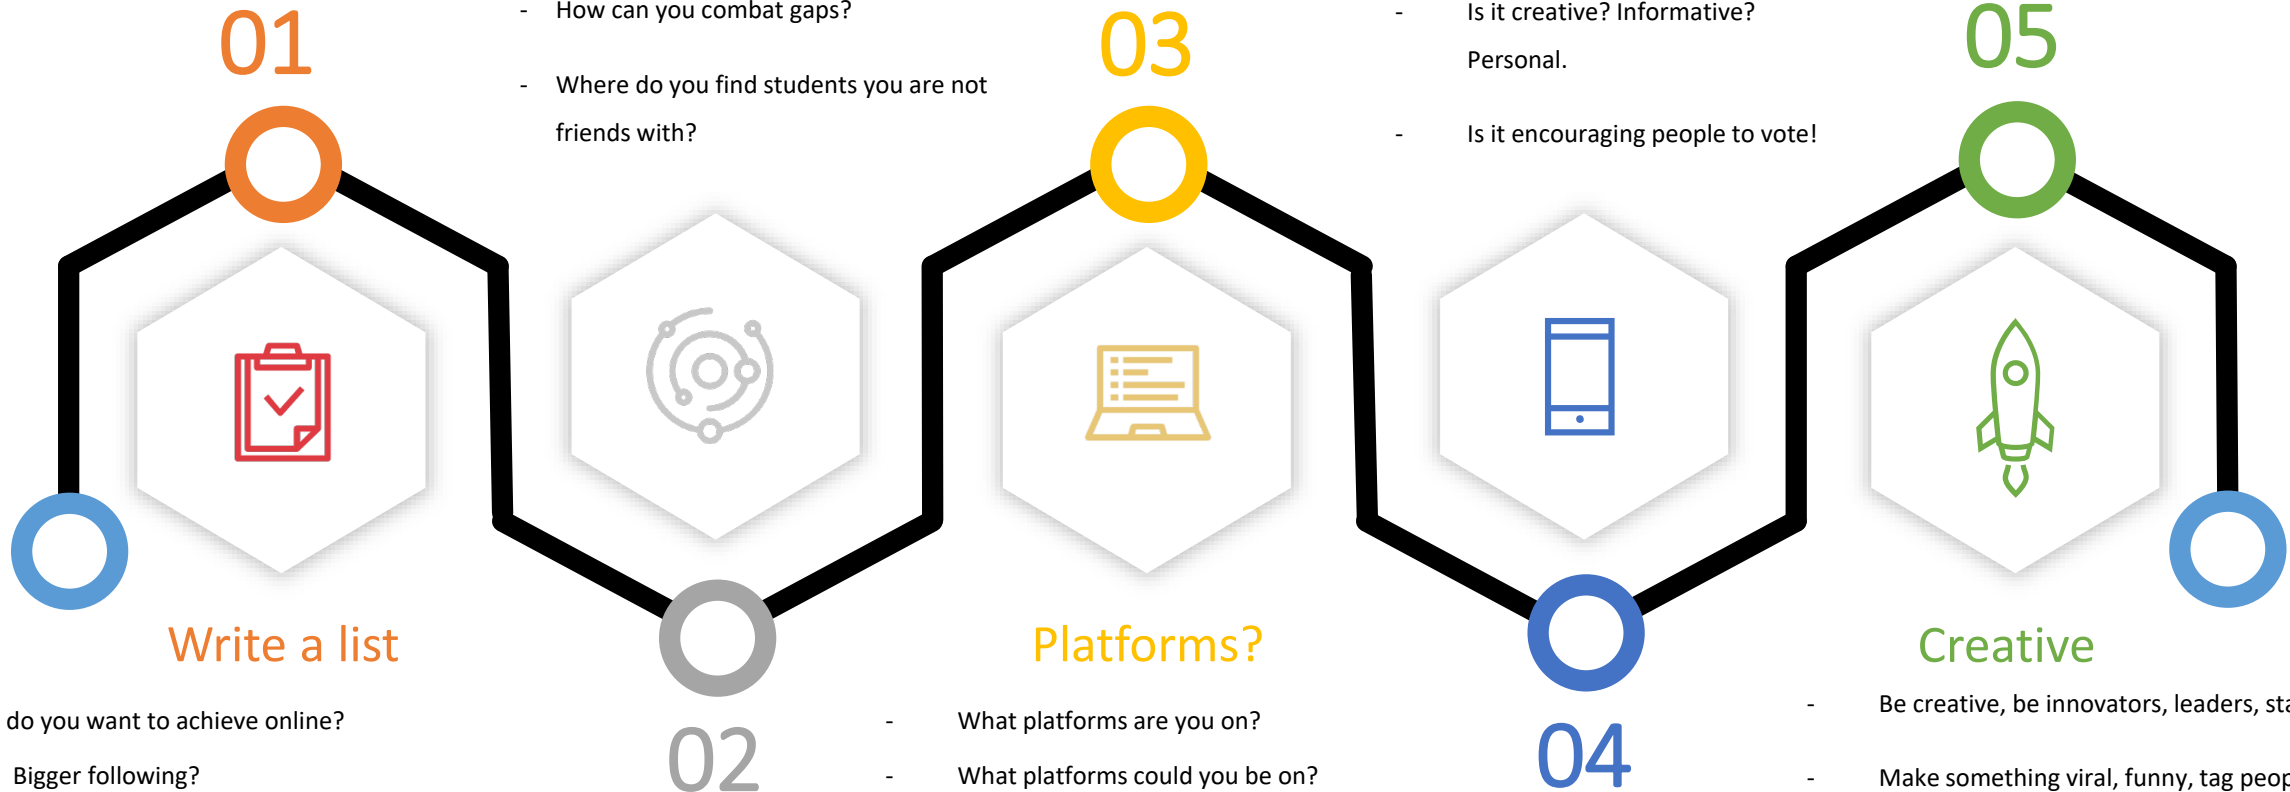 01
Write a list
do you want to achieve online?
Bigger following?
- How can you combat gaps?
- Where do you find students you are not
friends with?
02
03
Platforms?
- What platforms are you on?
- What platforms could you be on?
- Is it creative? Informative?
Personal.
- Is it encouraging people to vote!
04
05
Creative
- Be creative, be innovators, leaders,
- Make something viral, funny, tag